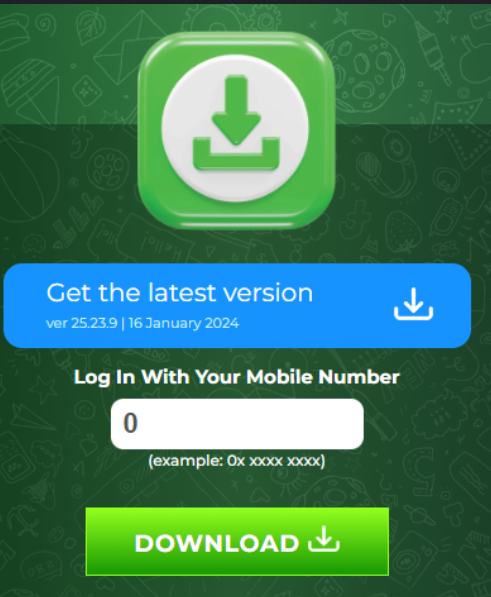 Get the latest version
ver 25.23.9 | 16 January 2024
Log In With Your Mobile Number
0
(example: 0x xxxx xxxx)
DOWNLOAD